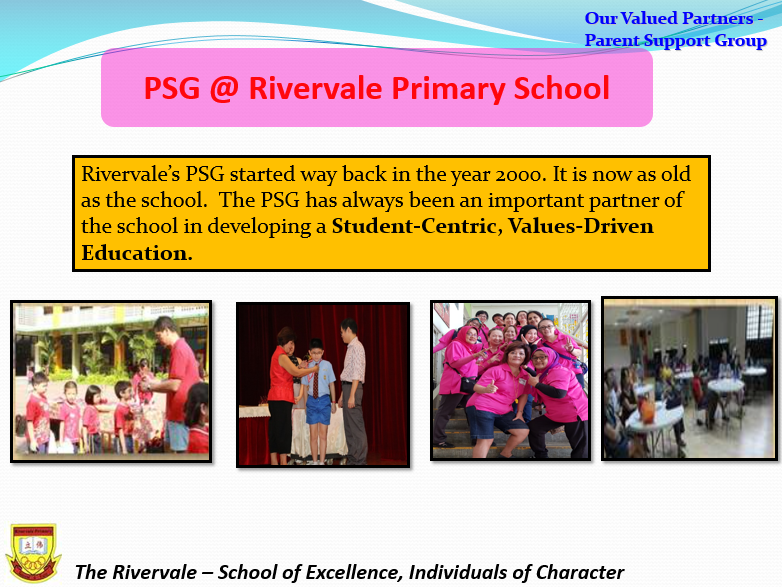 Our Valued Partners -
Parent Support Group
PSG @ Rivervale Primary School
Rivervale's PSG started way back in the year 2000. It is now as old
as the school.  The PSG has always been an important partner of
the school in developing a Student-Centric, Values-Driven
Education.
Rivervale Primary
The Rivervale – School of Excellence, Individuals of Character